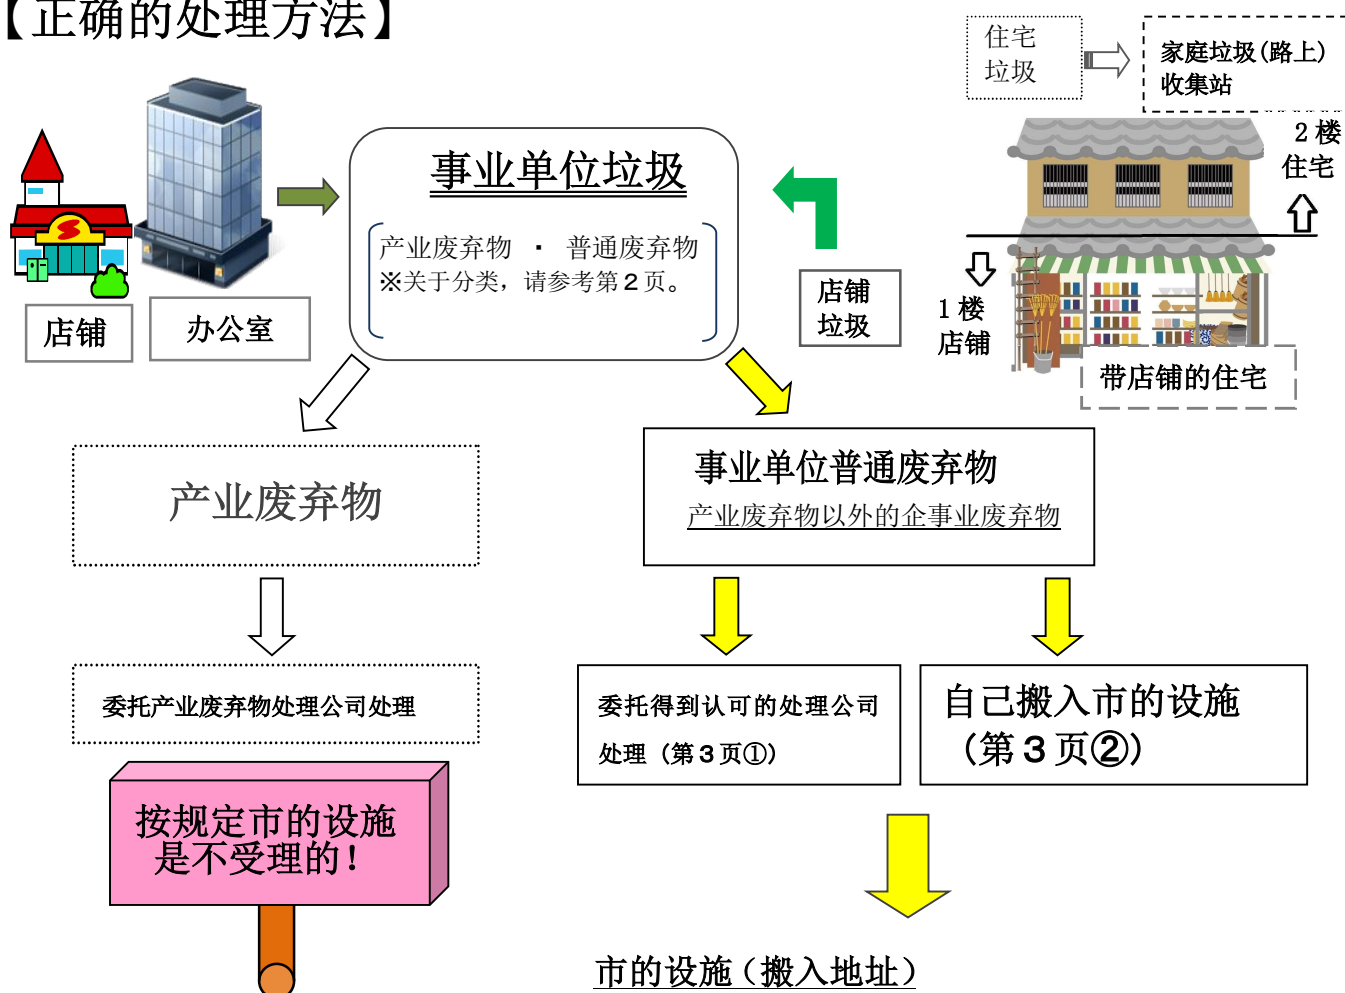 【正确的处理方法】
住宅
垃圾
家庭垃圾(路上)
收集站
2楼
住宅
事业单位垃圾
产业废弃物 · 普通废弃物
※关于分类，请参考第2页。
店铺
办公室
店铺
垃圾
1楼
店铺
带店铺的住宅
产业废弃物
事业单位普通废弃物
产业废弃物以外的企事业废弃物
委托产业废弃物处理公司处理
委托得到认可的处理公司
处理（第3页①）
自己搬入市的设施
（第3页②）
按规定市的设施
是不受理的！
市的设施（搬入地址）